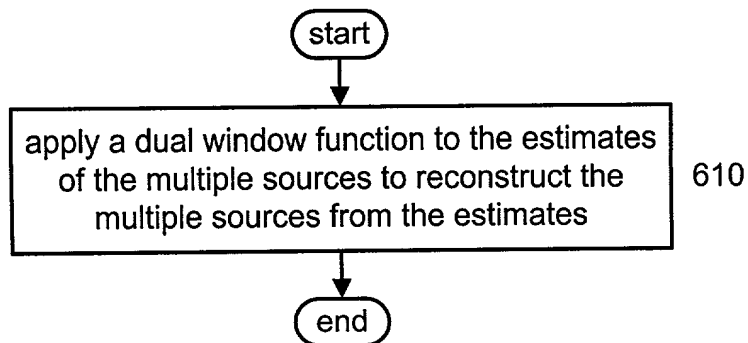 start
apply a dual window function to the estimates
of the multiple sources to reconstruct the
multiple sources from the estimates
610
end